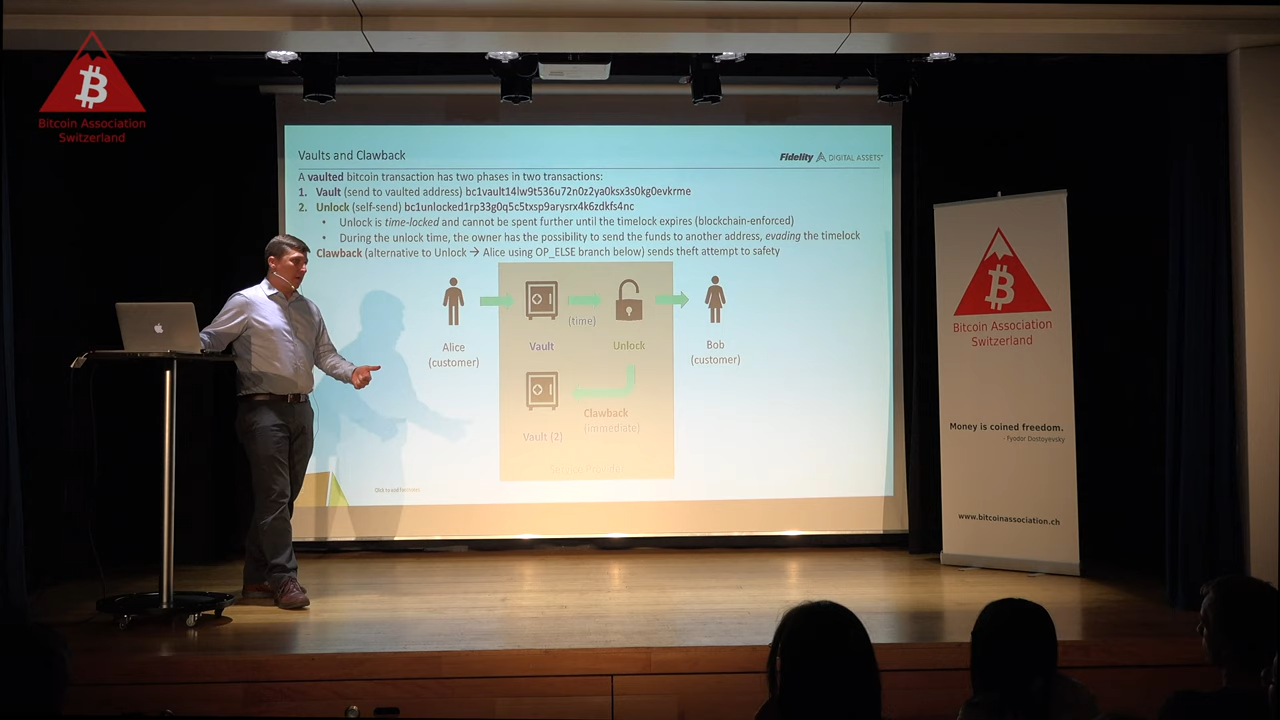 Bitcoin Association
Switzerland
Vaults and Clawback
Fidelity DIGITAL ASSETS
A vaulted bitcoin transaction has two phases in two transactions:
1. Vault (send to vaulted address) bc1vault14lw9t536u72n0z2ya0ksx3s0kg0evkrme
2. Unlock (self-send) bc1unlocked1rp33g0q5c5txsp9arysrx4k6zdkfs4nc
• Unlock is time-locked and cannot be spent further until the timelock expires (blockchain-enforced)
• During the unlock time, the owner has the possibility to send the funds to another address, evading the timelock
Clawback (alternative to Unlock → Alice using OP_ELSE branch below) sends theft attempt to safety
(time)
Alice
(customer)
Vault
Unlock
Bob
(customer)
Clawback
(immediate)
Vault (2)
Service Provider
Bitcoin Association
Switzerland
Money is coined freedom.
- Fyodor Dostoyevsky
www.bitcoinassociation.ch